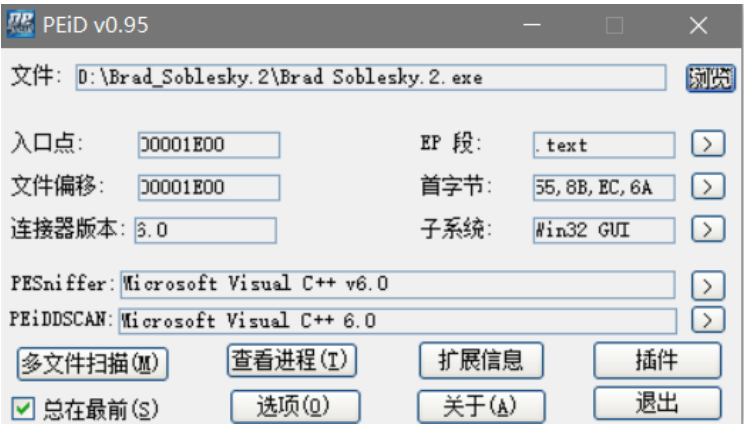 PEiD v0.95
文件: D:\Brad_Soblesky.2\Brad Soblesky.2.exe 浏览
入口点: 00001E00 EP 段: .text >
文件偏移: 00001E00 首字节: 55,8B,EC,6A >
连接器版本: 6.0 子系统: Win32 GUI >
PESniffer: Microsoft Visual C++ v6.0 >
PEiDDSCAN: Microsoft Visual C++ 6.0 >
多文件扫描(M) 查看进程(T) 扩展信息 插件
总在最前(S) 选项(O) 关于(A) 退出